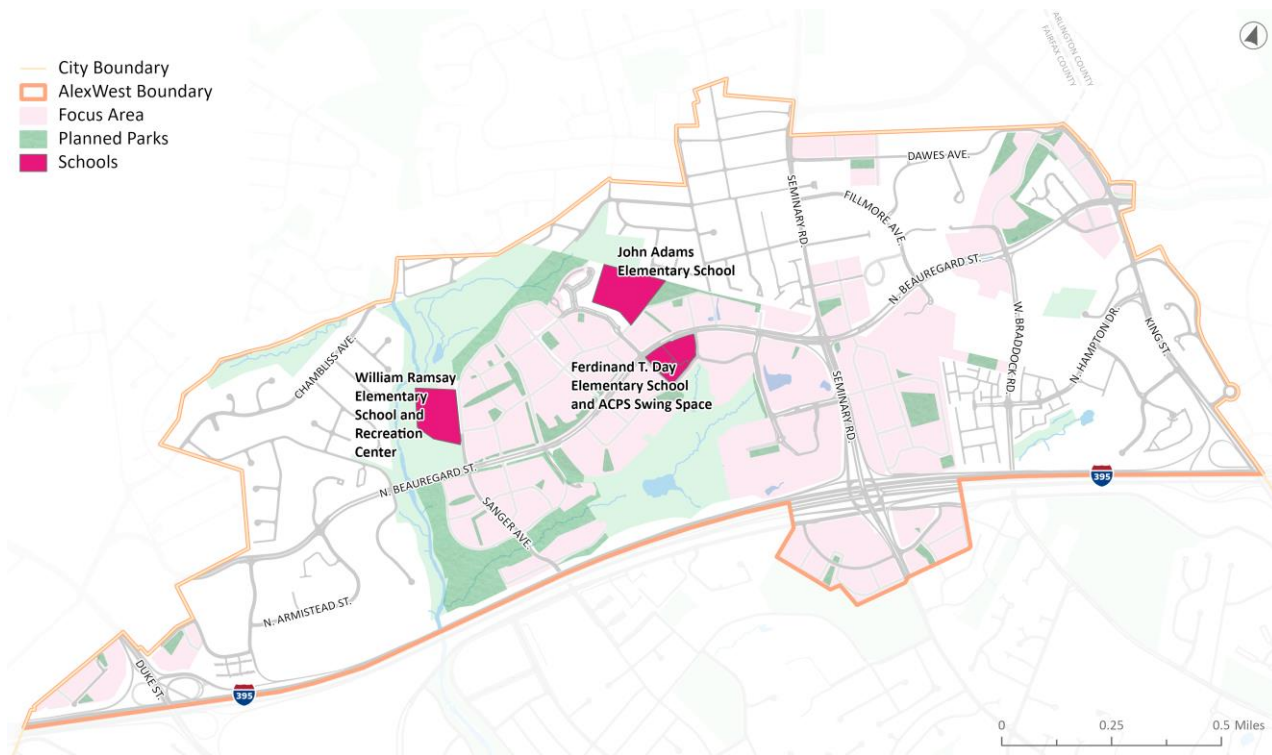 City Boundary
AlexWest Boundary
Focus Area
Planned Parks
Schools
ARLINGTON COUNTY
FAIRFAX COUNTY
DAWES AVE.
SEMINARY RD.
FILLMORE AVE.
John Adams
Elementary School
N. BEAUREGARD ST.
W. BRADDOCK RD.
N. HAMPTON DR.
KING ST.
CHAMBLISS AVE.
William Ramsay
Elementary
School and
Recreation
Center
Ferdinand T. Day
Elementary School
and ACPS Swing Space
SEMINARY RD.
N. BEAUREGARD ST.
SANGER AVE.
395
N. ARMISTEAD ST.
DUKE ST.
395
0 0.25 0.5 Miles